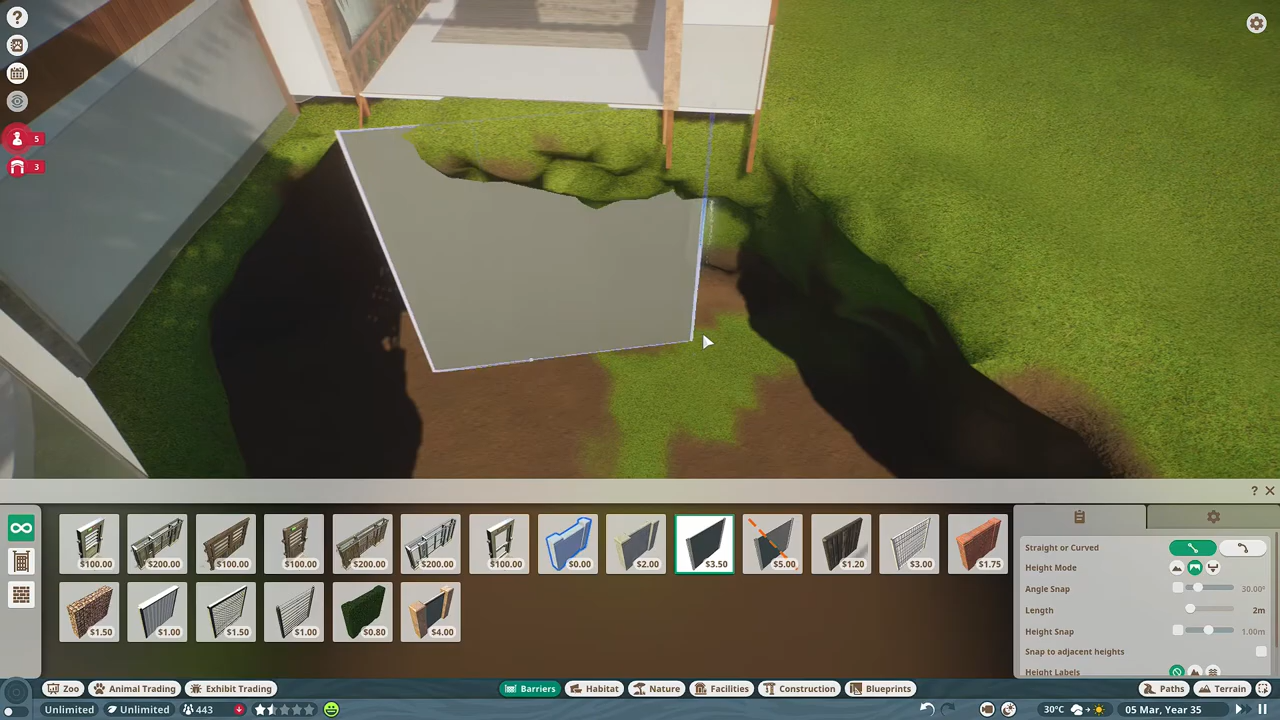 ?
5
3
? ×
$100.00 $200.00 $100.00 $100.00 $200.00 $200.00 $100.00 $0.00 $2.00 $3.50 $5.00 $1.20 $3.00 $1.75
$1.50 $1.00 $1.50 $1.00 $0.80 $4.00
Straight or Curved
Height Mode
Angle Snap 30.00°
Length 2m
Height Snap 1.00m
Snap to adjacent heights
Height Labels
Zoo Animal Trading Exhibit Trading Barriers Habitat Nature Facilities Construction Blueprints Paths Terrain
Unlimited Unlimited 443 30°C 05 Mar, Year 35